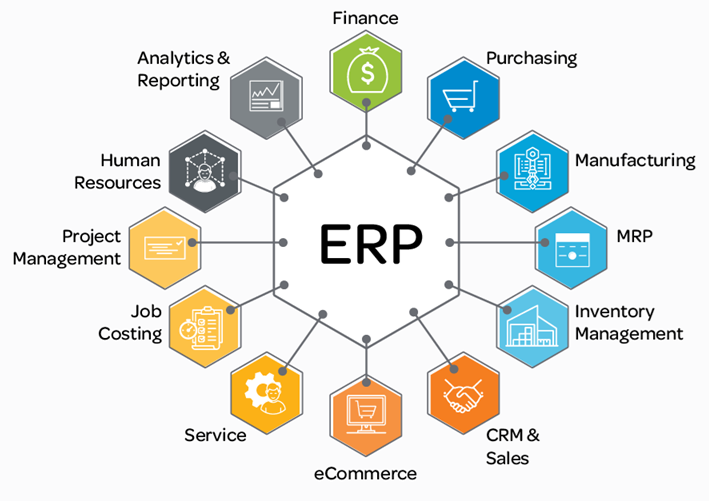 Finance
Purchasing
Manufacturing
MRP
Inventory
Management
CRM &
Sales
eCommerce
Service
Job
Costing
Project
Management
Human
Resources
Analytics &
Reporting
ERP
$